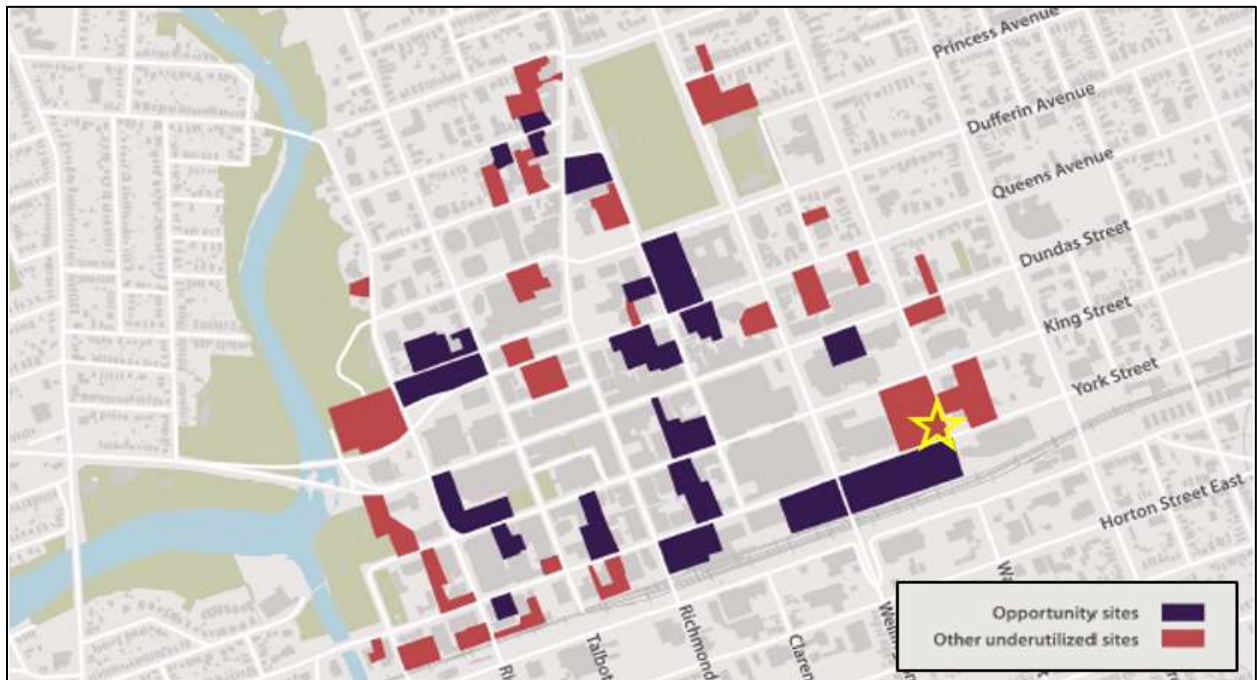 Princess Avenue
Dufferin Avenue
Queens Avenue
Dundas Street
King Street
York Street
Horton Street East
Talbot
Richmond
Opportunity sites
Other underutilized sites